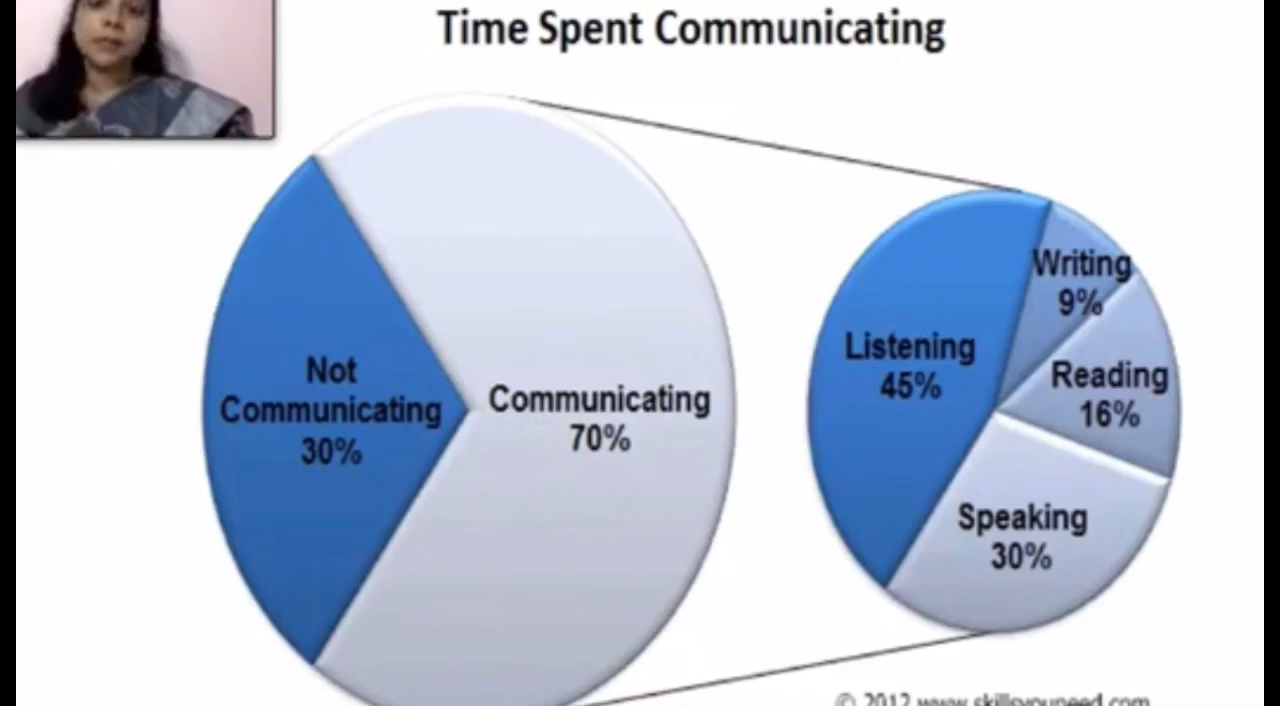 Time Spent Communicating
Not
Communicating
30%
Communicating
70%
Listening
45%
Writing
9%
Reading
16%
Speaking
30%
© 2012 www.skillsyouneed.com